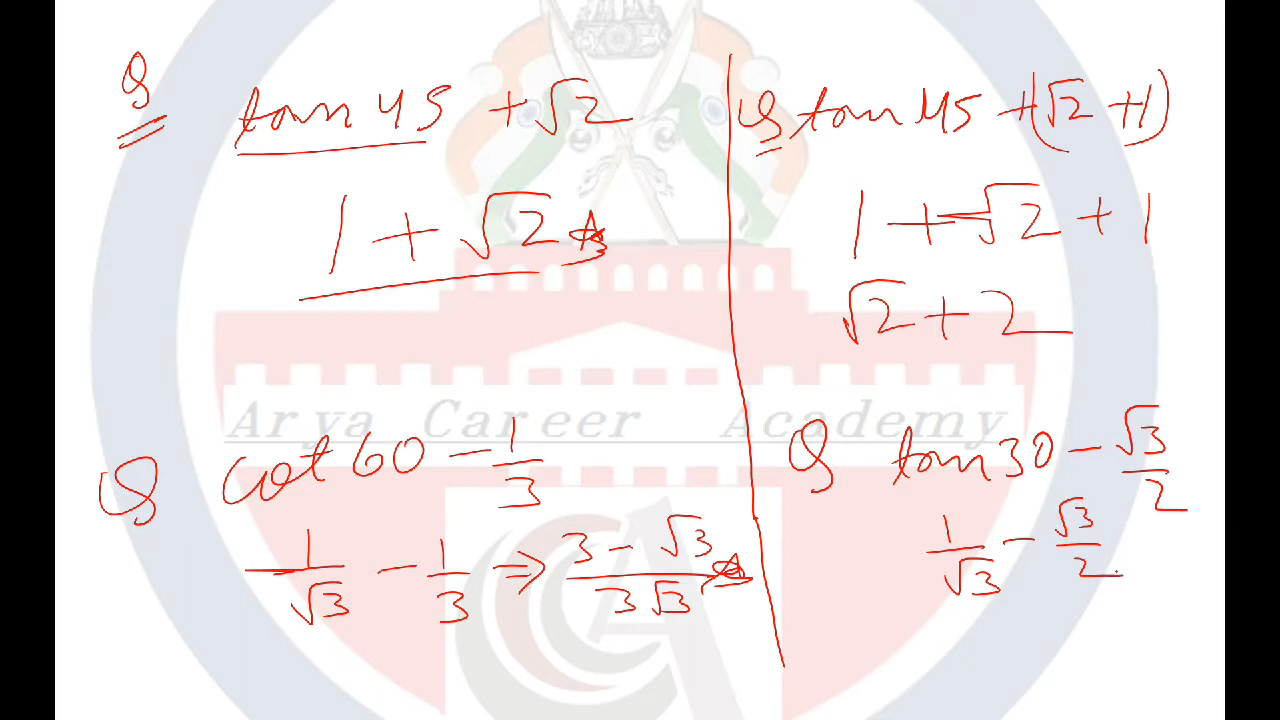 Q tan 45 + √2
1 + √2 A
Q tan 45 + (√2 + 1)
1 + √2 + 1
√2 + 2
Arya Career Academy
Q cot 60 - 1/3
1/√3 - 1/3 ⇒ (3 - √3)/(3√3) A
Q tan 30 - √3/2
1/√3 - √3/2